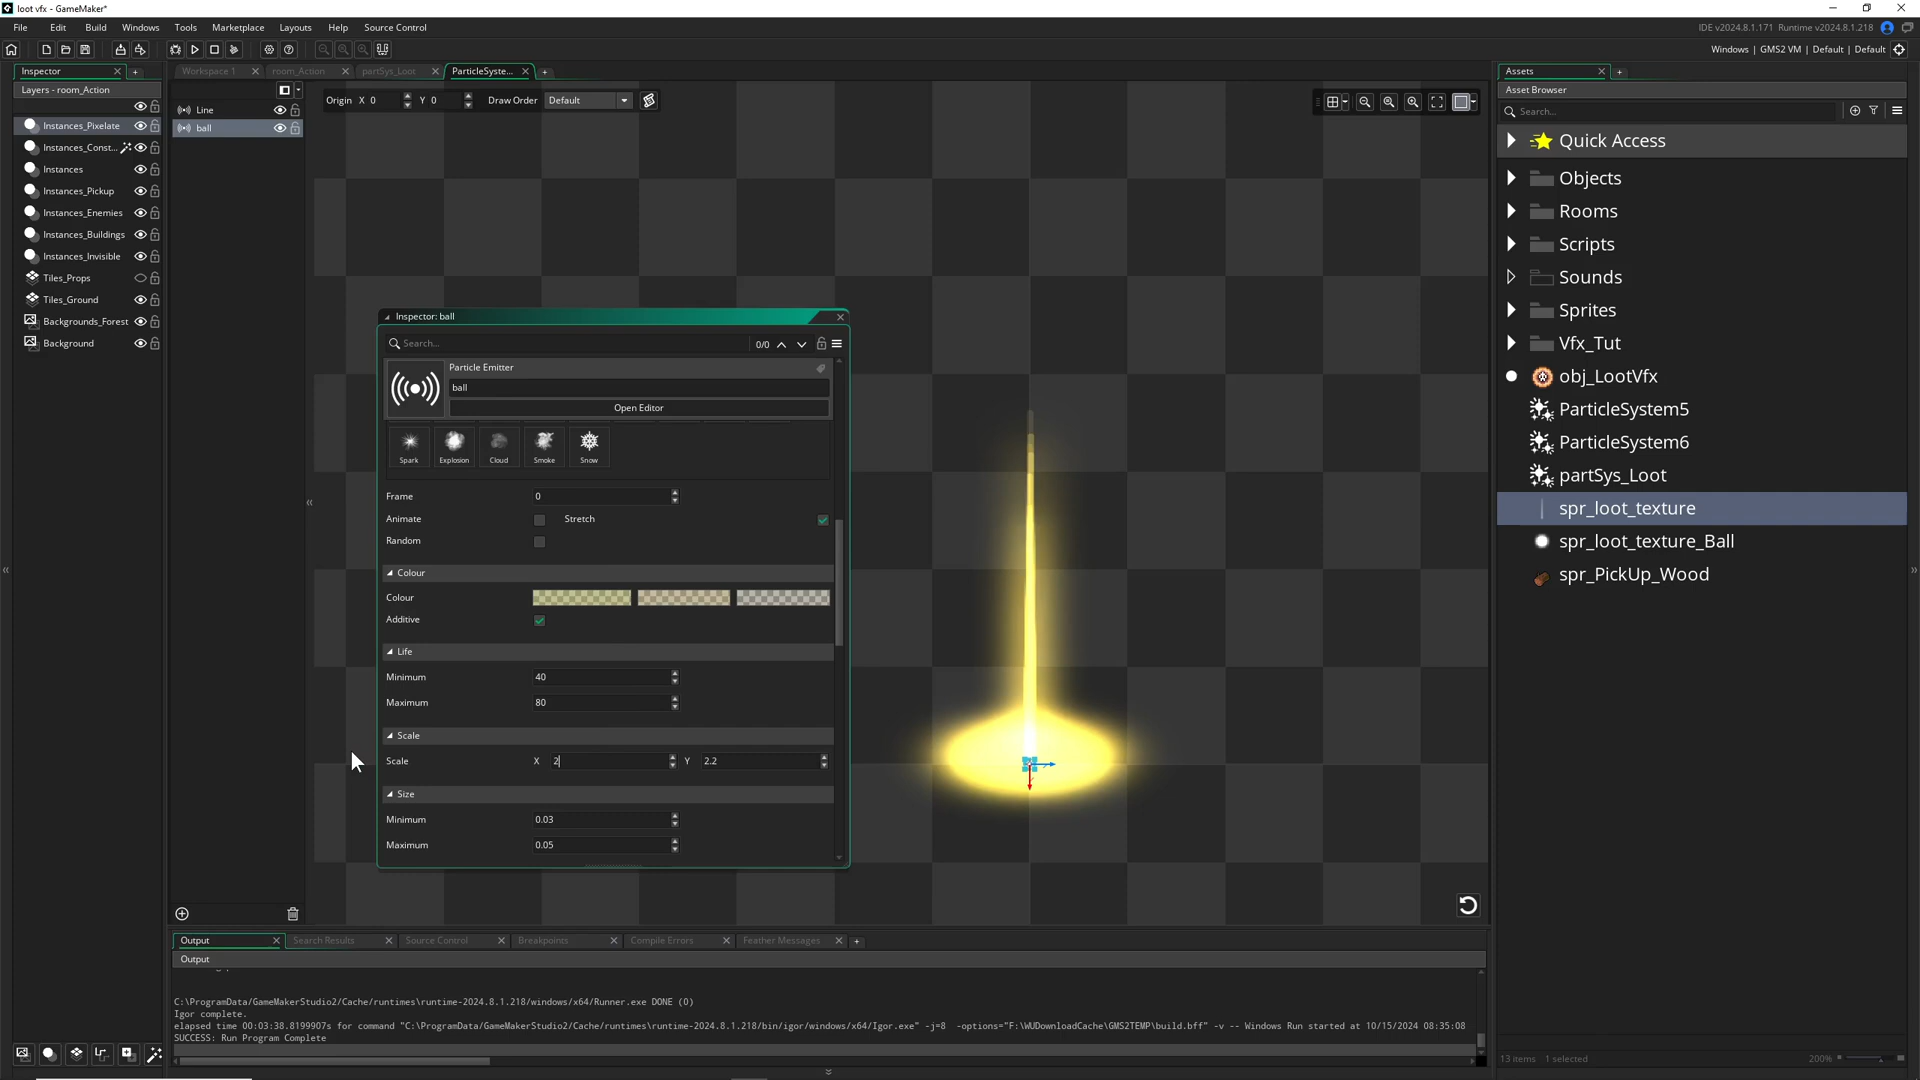 loot vfx - GameMaker*
File Edit Build Windows Tools Marketplace Layouts Help Source Control
IDE v2024.8.1.171 Runtime v2024.8.1.218
Windows | GMS2 VM | Default | Default
Inspector
Layers - room_Action
Instances_Pixelate
Instances_Const...
Instances
Instances_Pickup
Instances_Enemies
Instances_Buildings
Instances_Invisible
Tiles_Props
Tiles_Ground
Backgrounds_Forest
Background
Workspace 1 room_Action partSys_Loot ParticleSyste...
Line
ball
Origin X 0 Y 0 Draw Order Default
Inspector: ball
Search... 0/0
Particle Emitter
ball
Open Editor
Spark Explosion Cloud Smoke Snow
Frame 0
Animate Stretch
Random
Colour
Colour
Additive
Life
Minimum 40
Maximum 80
Scale
Scale X 2 Y 2.2
Size
Minimum 0.03
Maximum 0.05
Output Search Results Source Control Breakpoints Compile Errors Feather Messages
Output
C:\ProgramData/GameMakerStudio2/Cache/runtimes\runtime-2024.8.1.218/windows/x64/Runner.exe DONE (0)
Igor complete.
elapsed time 00:03:38.8199907s for command "C:\ProgramData/GameMakerStudio2/Cache/runtimes\runtime-2024.8.1.218/bin/igor/windows/x64/Igor.exe" -j=8 -options="F:\WUDownloadCache\GMS2TEMP\build.bff" -v -- Windows Run started at 10/15/2024 08:35:08
SUCCESS: Run Program Complete
Assets
Asset Browser
Search...
Quick Access
Objects
Rooms
Scripts
Sounds
Sprites
Vfx_Tut
obj_LootVfx
ParticleSystem5
ParticleSystem6
partSys_Loot
spr_loot_texture
spr_loot_texture_Ball
spr_PickUp_Wood
13 items 1 selected 200%